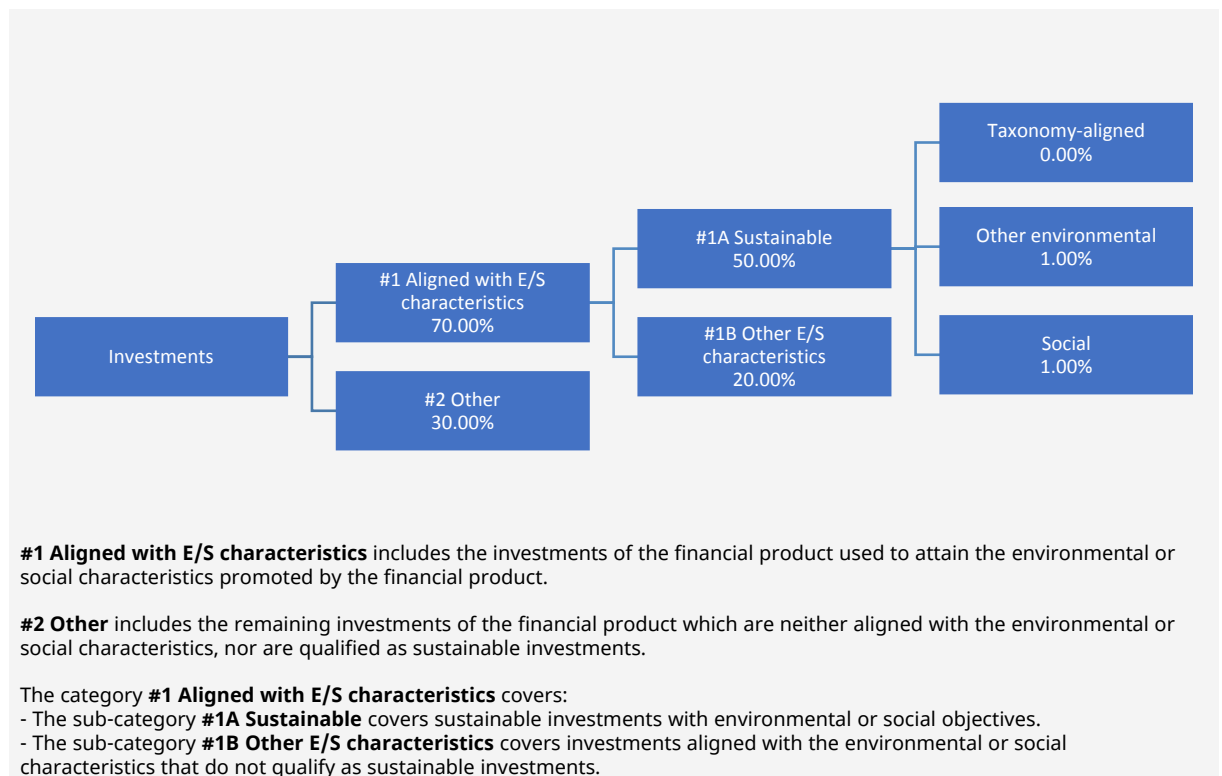 Taxonomy-aligned
0.00%
#1A Sustainable
50.00%
Other environmental
1.00%
#1 Aligned with E/S
characteristics
70.00%
Investments
#1B Other E/S
characteristics
20.00%
Social
1.00%
#2 Other
30.00%
#1 Aligned with E/S characteristics includes the investments of the financial product used to attain the environmental or
social characteristics promoted by the financial product.
#2 Other includes the remaining investments of the financial product which are neither aligned with the environmental or
social characteristics, nor are qualified as sustainable investments.
The category #1 Aligned with E/S characteristics covers:
- The sub-category #1A Sustainable covers sustainable investments with environmental or social objectives.
- The sub-category #1B Other E/S characteristics covers investments aligned with the environmental or social
characteristics that do not qualify as sustainable investments.